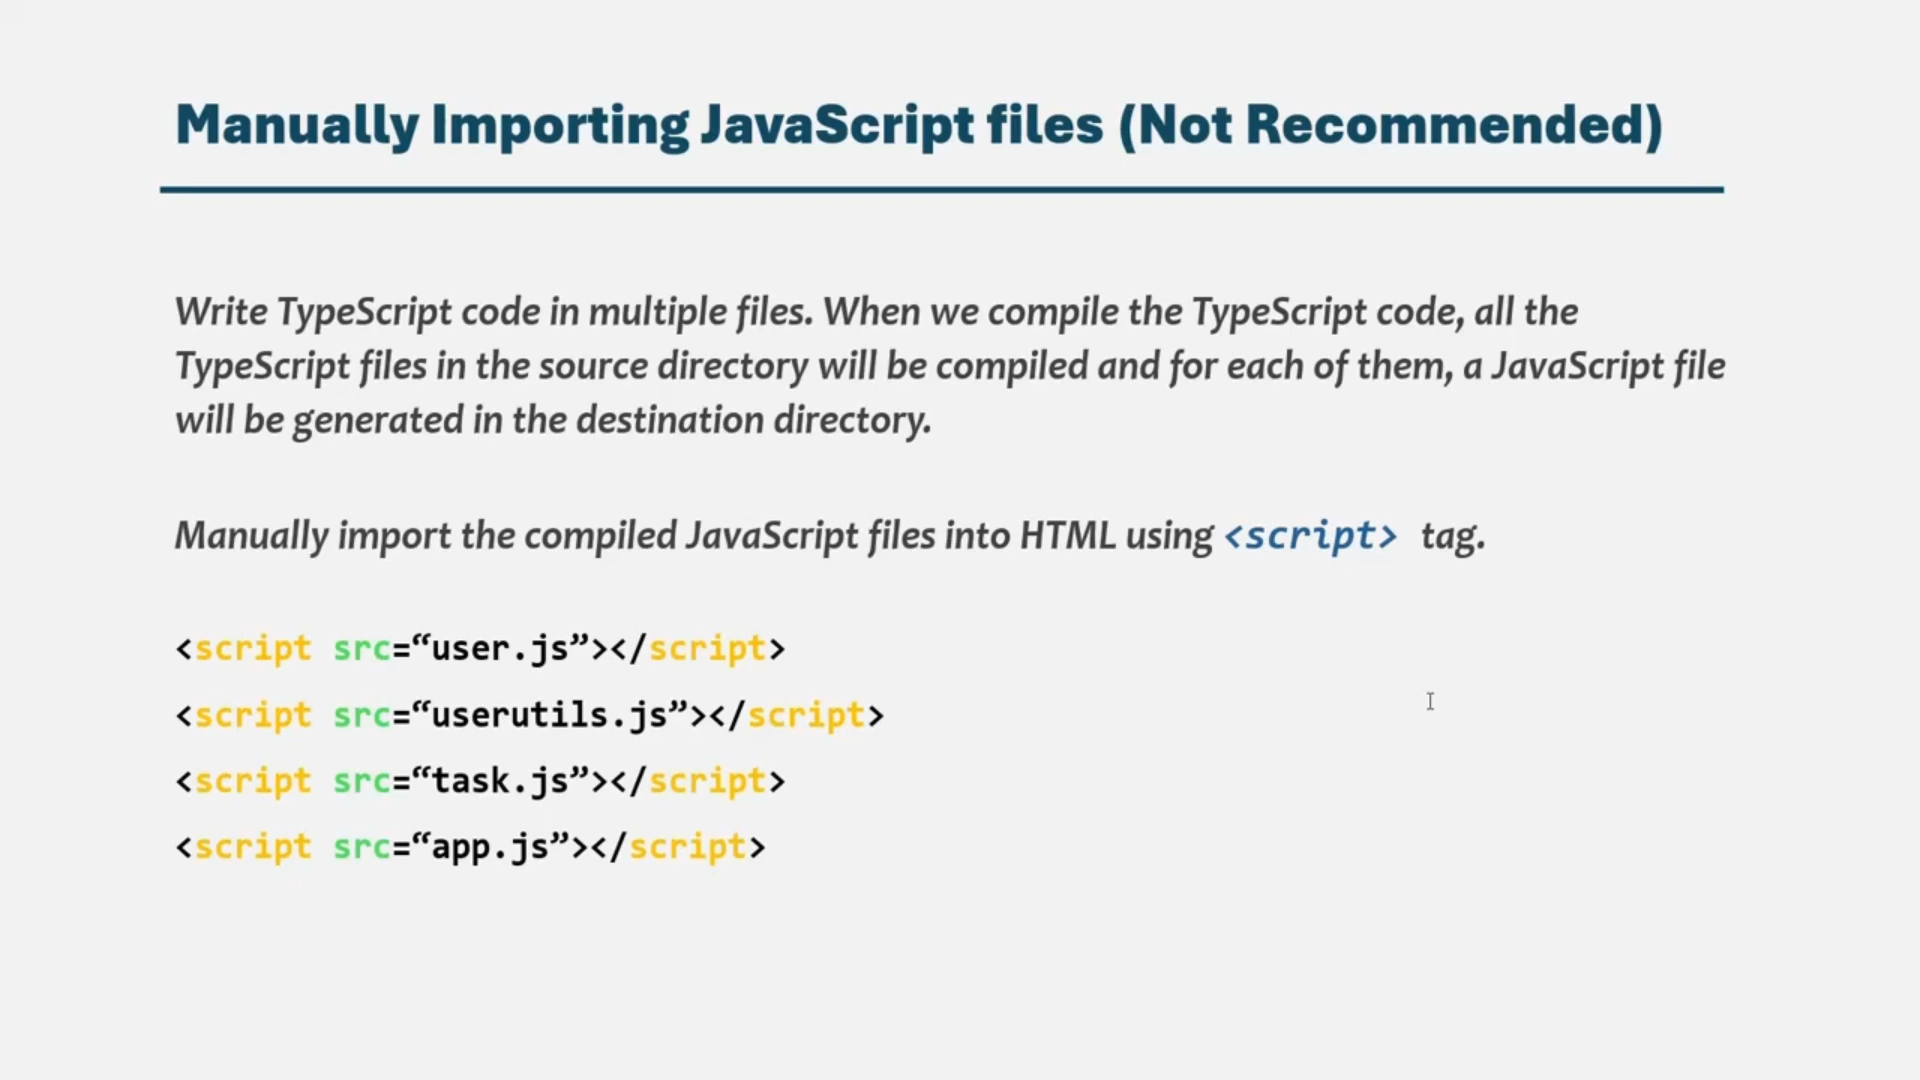 Manually Importing JavaScript files (Not Recommended)
Write TypeScript code in multiple files. When we compile the TypeScript code, all the
TypeScript files in the source directory will be compiled and for each of them, a JavaScript file
will be generated in the destination directory.
Manually import the compiled JavaScript files into HTML using <script> tag.
<script src=“user.js”></script>
<script src=“userutils.js”></script>
<script src=“task.js”></script>
<script src=“app.js”></script>